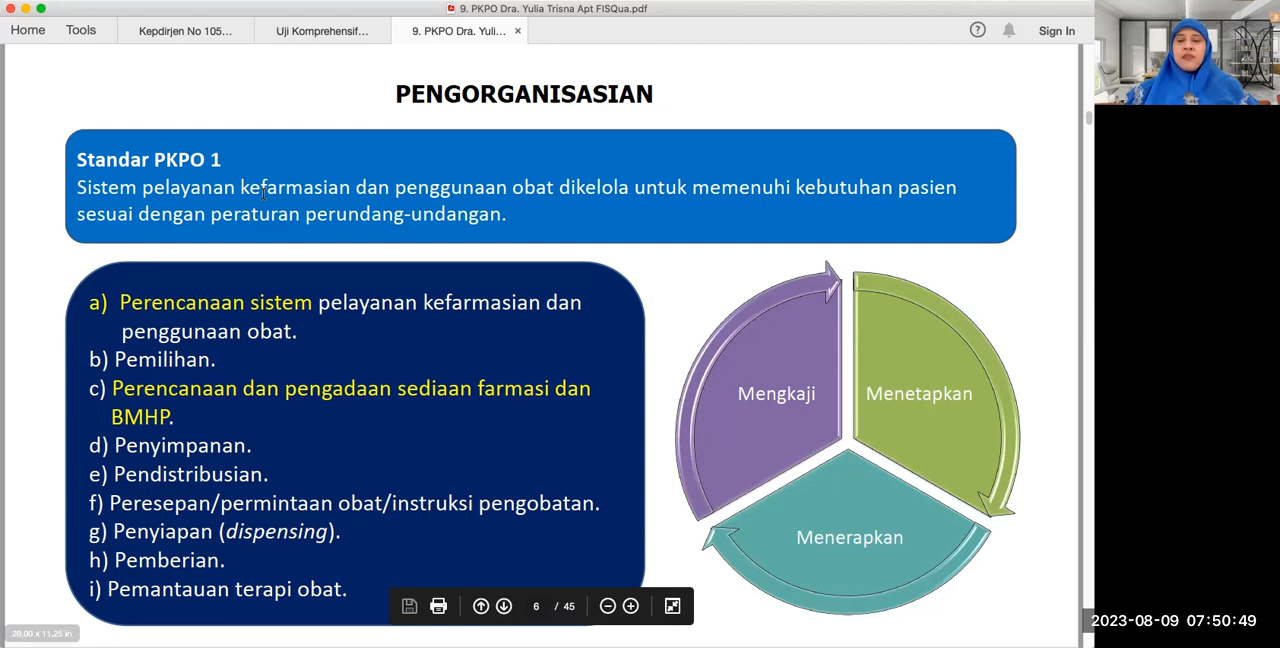 9. PKPO Dra. Yulia Trisna Apt FISQua.pdf
Home Tools Kepdirjen No 105... Uji Komprehensif... 9. PKPO Dra. Yuli... × ? Sign In
PENGORGANISASIAN
Standar PKPO 1
Sistem pelayanan kefarmasian dan penggunaan obat dikelola untuk memenuhi kebutuhan pasien
sesuai dengan peraturan perundang-undangan.
a) Perencanaan sistem pelayanan kefarmasian dan
penggunaan obat.
b) Pemilihan.
c) Perencanaan dan pengadaan sediaan farmasi dan
BMHP.
d) Penyimpanan.
e) Pendistribusian.
f) Peresepan/permintaan obat/instruksi pengobatan.
g) Penyiapan (dispensing).
h) Pemberian.
i) Pemantauan terapi obat.
Mengkaji
Menetapkan
Menerapkan
6 / 45
20,00 x 11,25 in
2023-08-09 07:50:49